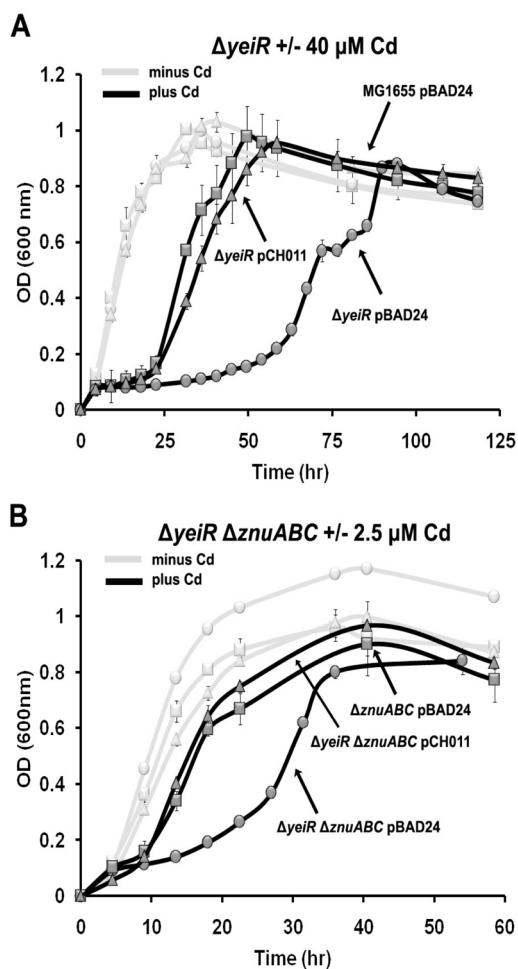 A
ΔyeiR +/- 40 µM Cd
minus Cd
plus Cd
MG1655 pBAD24
ΔyeiR pCH011
ΔyeiR pBAD24
OD (600 nm)
1.2
1
0.8
0.6
0.4
0.2
0
0 25 50 75 100 125
Time (hr)
B
ΔyeiR ΔznuABC +/- 2.5 µM Cd
minus Cd
plus Cd
ΔznuABC pBAD24
ΔyeiR ΔznuABC pCH011
ΔyeiR ΔznuABC pBAD24
OD (600nm)
1.2
1
0.8
0.6
0.4
0.2
0
0 10 20 30 40 50 60
Time (hr)